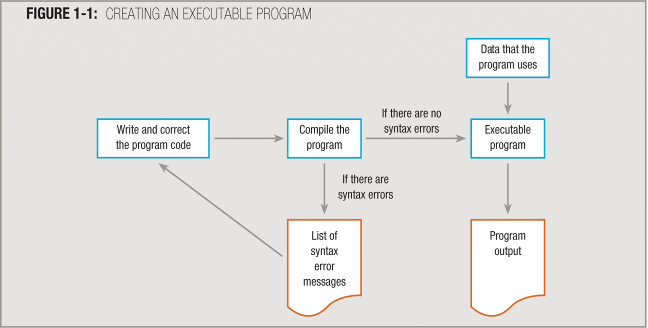 FIGURE 1-1: CREATING AN EXECUTABLE PROGRAM
Data that the
program uses
If there are no
syntax errors
Write and correct
the program code
Compile the
program
Executable
program
If there are
syntax errors
List of
syntax
error
messages
Program
output